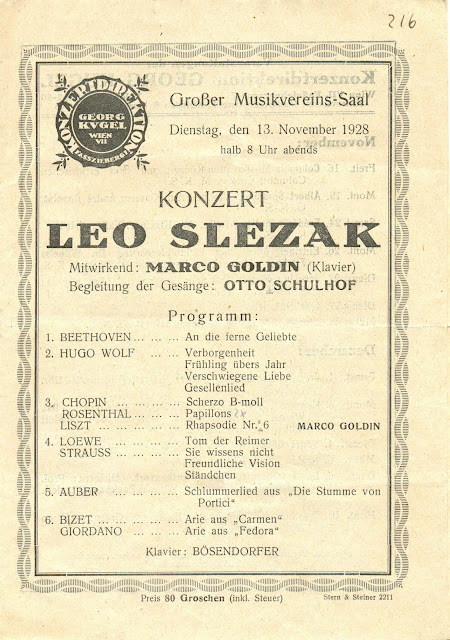 216
KONZERTDIREKTION
GEORG
KUGEL
WIEN
VII
Großer Musikvereins-Saal
Dienstag, den 13. November 1928
halb 8 Uhr abends
KONZERT
LEO SLEZAK
Mitwirkend: MARCO GOLDIN (Klavier)
Begleitung der Gesänge: OTTO SCHULHOF
Programm:
1. BEETHOVEN ... ... ... An die ferne Geliebte
2. HUGO WOLF ... ... ... Verborgenheit
Frühling übers Jahr
Verschwiegene Liebe
Gesellenlied
3. CHOPIN ... ... ... ... Scherzo B-moll
ROSENTHAL ... ... ... Papillons
LISZT ... ... ... ... ... Rhapsodie Nr. 6 MARCO GOLDIN
4. LOEWE ... ... ... ... Tom der Reimer
STRAUSS ... ... ... ... Sie wissens nicht
Freundliche Vision
Ständchen
5. AUBER ... ... ... ... Schlummerlied aus „Die Stumme von
Portici“
6. BIZET ... ... ... ... ... Arie aus „Carmen“
GIORDANO ... ... ... Arie aus „Fedora“
Klavier: BÖSENDORFER
Preis 80 Groschen (inkl. Steuer)
Stern & Steiner 2211